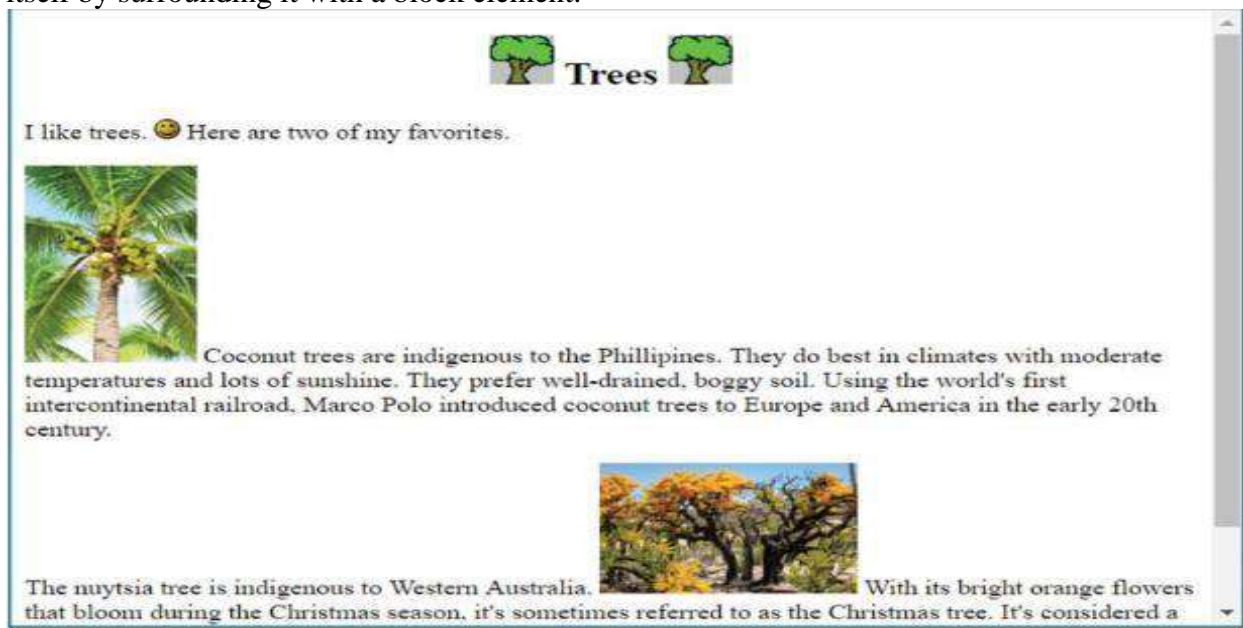 itself by surrounding it with a block element.
Trees
I like trees. Here are two of my favorites.
Coconut trees are indigenous to the Phillipines. They do best in climates with moderate
temperatures and lots of sunshine. They prefer well-drained, boggy soil. Using the world's first
intercontinental railroad, Marco Polo introduced coconut trees to Europe and America in the early 20th
century.
The nuytsia tree is indigenous to Western Australia. With its bright orange flowers
that bloom during the Christmas season, it's sometimes referred to as the Christmas tree. It's considered a